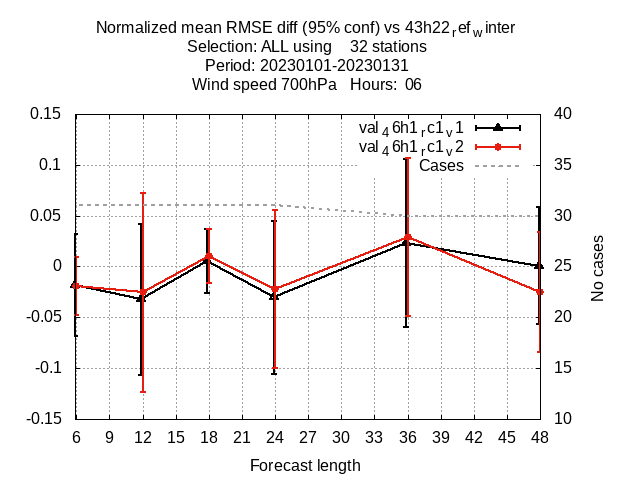 Normalized mean RMSE diff (95% conf) vs 43h22refwinter
Selection: ALL using 32 stations
Period: 20230101-20230131
Wind speed 700hPa Hours: 06
0.15 40
val46h1rc1v1
val46h1rc1v2
Cases
0.1 35
0.05 30
0 25
-0.05 20
-0.1 15
-0.15 10
No cases
6 9 12 15 18 21 24 27 30 33 36 39 42 45 48
Forecast length